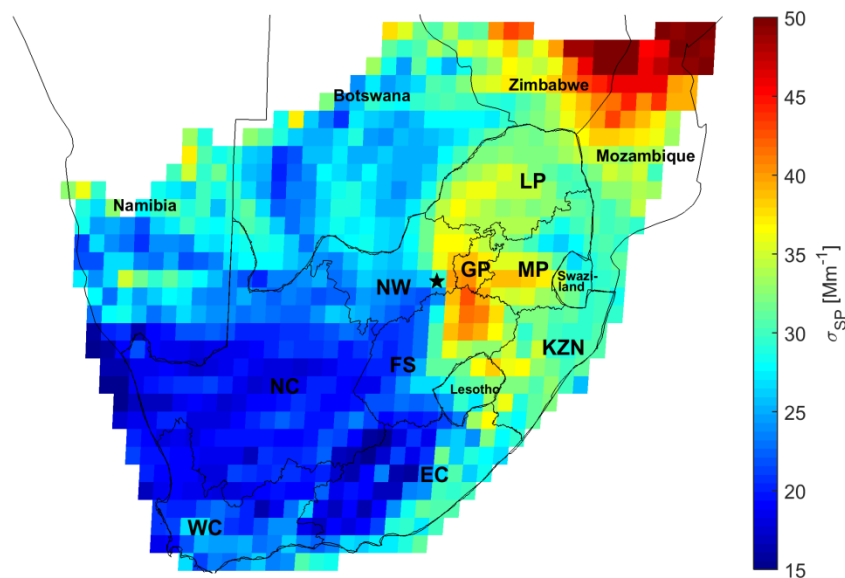 50
Zimbabwe
Botswana
45
Mozambique
LP
40
Namibia
GP
MP
Swazi-
land
35
NW
σSP [Mm-1]
KZN
30
FS
NC
Lesotho
25
EC
20
WC
15